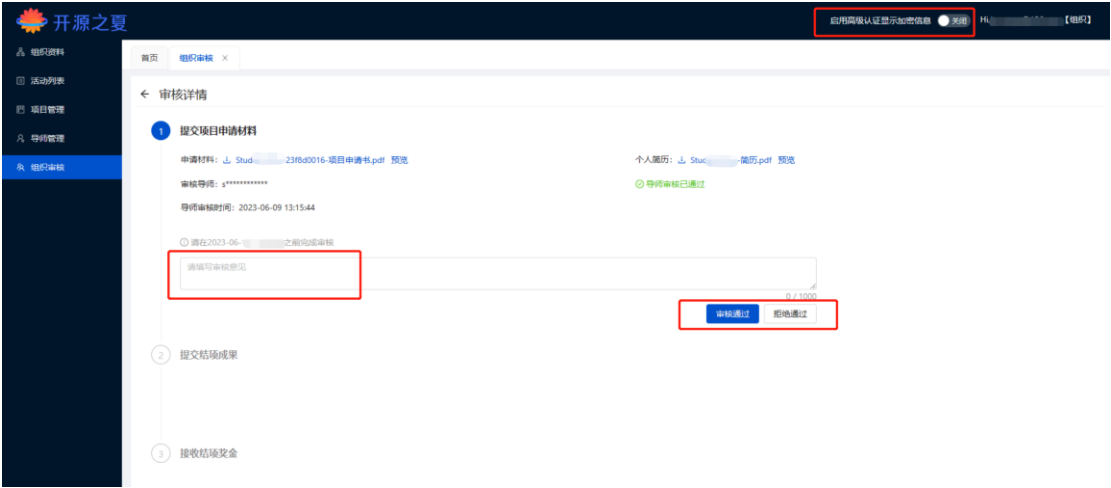 开源之夏
启用高级认证显示加密信息 关闭 Hi, 【组织】
组织资料
活动列表
项目管理
导师管理
组织审核
首页 组织审核 ×
← 审核详情
1 提交项目申请材料
申请材料: Stud -23f8d0016-项目申请书.pdf 预览 个人简历: Stud -简历.pdf 预览
审核导师: s************ 导师审核已通过
导师审核时间: 2023-06-09 13:15:44
请在2023-06- 之前完成审核
请填写审核意见
0 / 1000
审核通过 拒绝通过
2 提交结项成果
3 接收结项奖金